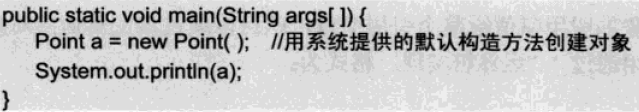 public static void main(String args[ ]) {
Point a = new Point( );   //用系统提供的默认构造方法创建对象
System.out.println(a);
}